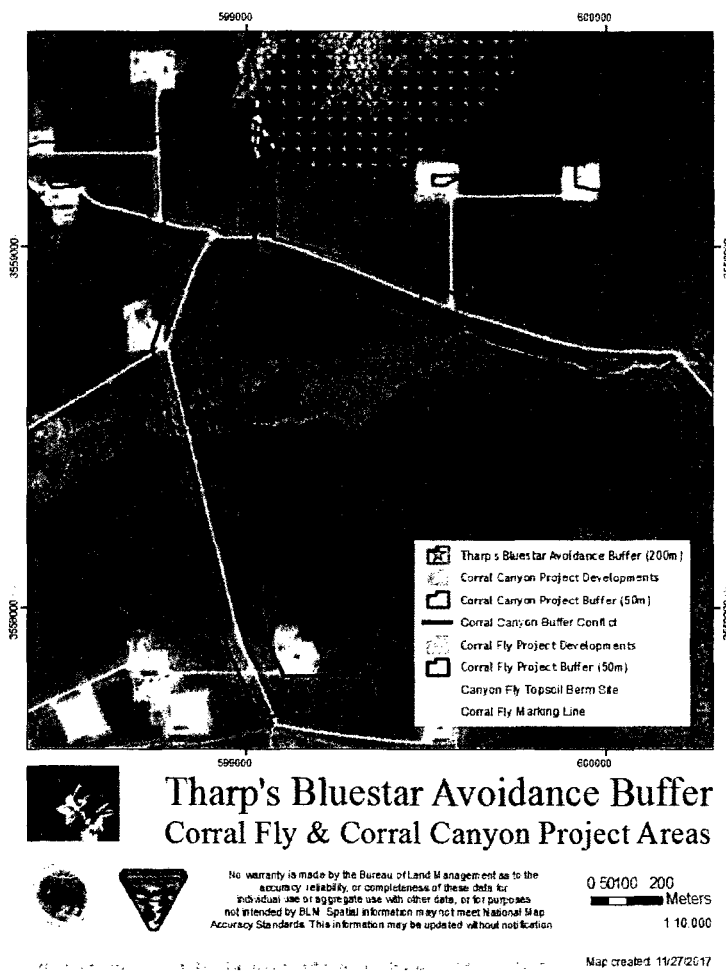 599000 600000
3559000
3559000
3559000
Tharp's Bluestar Avoidance Buffer (200m)
Corral Canyon Project Developments
Corral Canyon Project Buffer (50m)
Corral Canyon Buffer Conflict
Corral Fly Project Developments
Corral Fly Project Buffer (50m)
Canyon Fly Topsoil Berm Site
Corral Fly Marking Line
599000 600000
Tharp's Bluestar Avoidance Buffer
Corral Fly & Corral Canyon Project Areas
No warranty is made by the Bureau of Land Management as to the
accuracy, reliability, or completeness of these data for
individual use or aggregate use with other data, or for purposes
not intended by BLM. Spatial information may not meet National Map
Accuracy Standards. This information may be updated without notification
0 50100 200
Meters
1:10,000
Map created: 11/27/2017